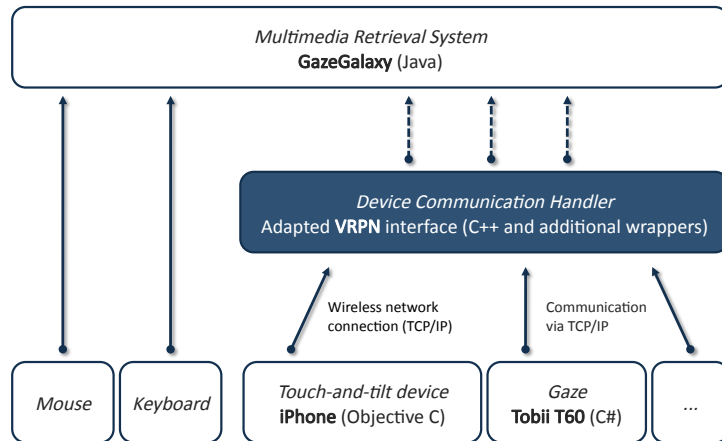 Multimedia Retrieval System
GazeGalaxy (Java)
Device Communication Handler
Adapted VRPN interface (C++ and additional wrappers)
Wireless network
connection (TCP/IP)
Communication
via TCP/IP
Mouse
Keyboard
Touch-and-tilt device
iPhone (Objective C)
Gaze
Tobii T60 (C#)
...